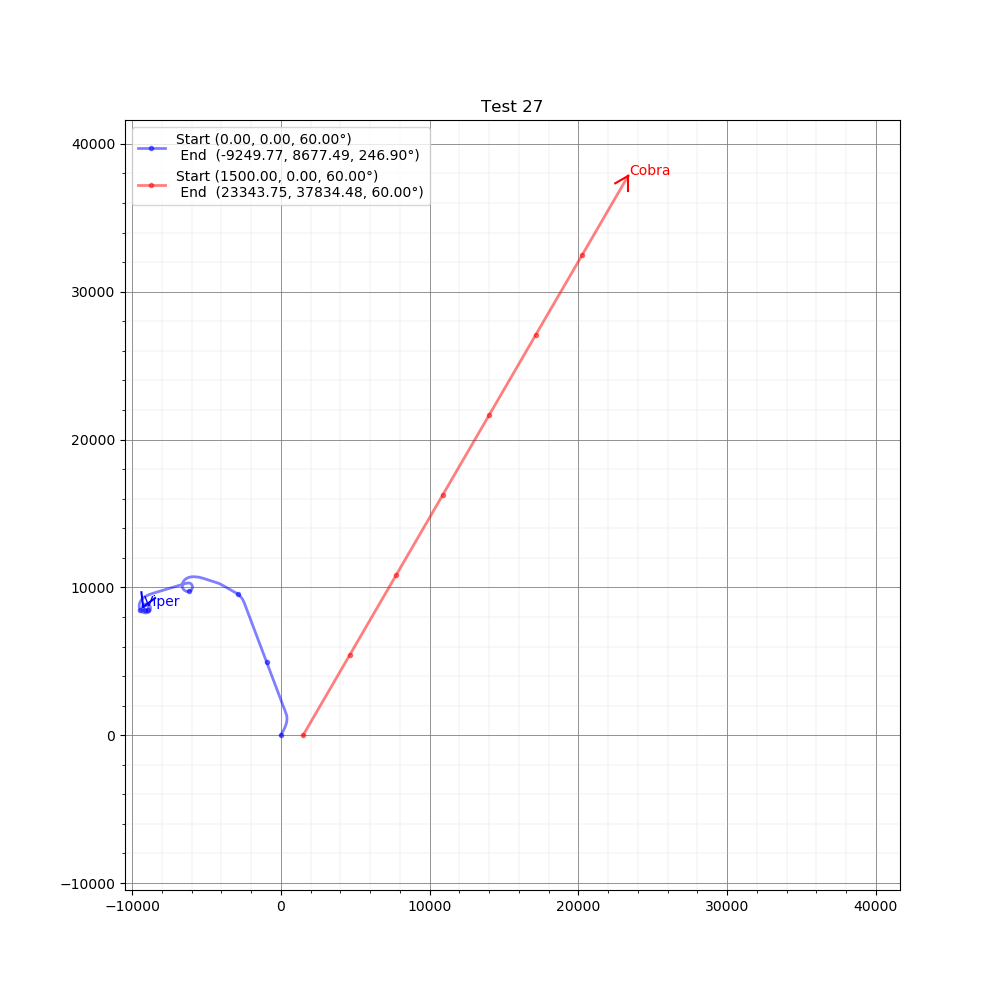 Test 27
Start (0.00, 0.00, 60.00°)
End (-9249.77, 8677.49, 246.90°)
Start (1500.00, 0.00, 60.00°)
End (23343.75, 37834.48, 60.00°)
Cobra
Viper
40000
30000
20000
10000
0
−10000
−10000
0
10000
20000
30000
40000